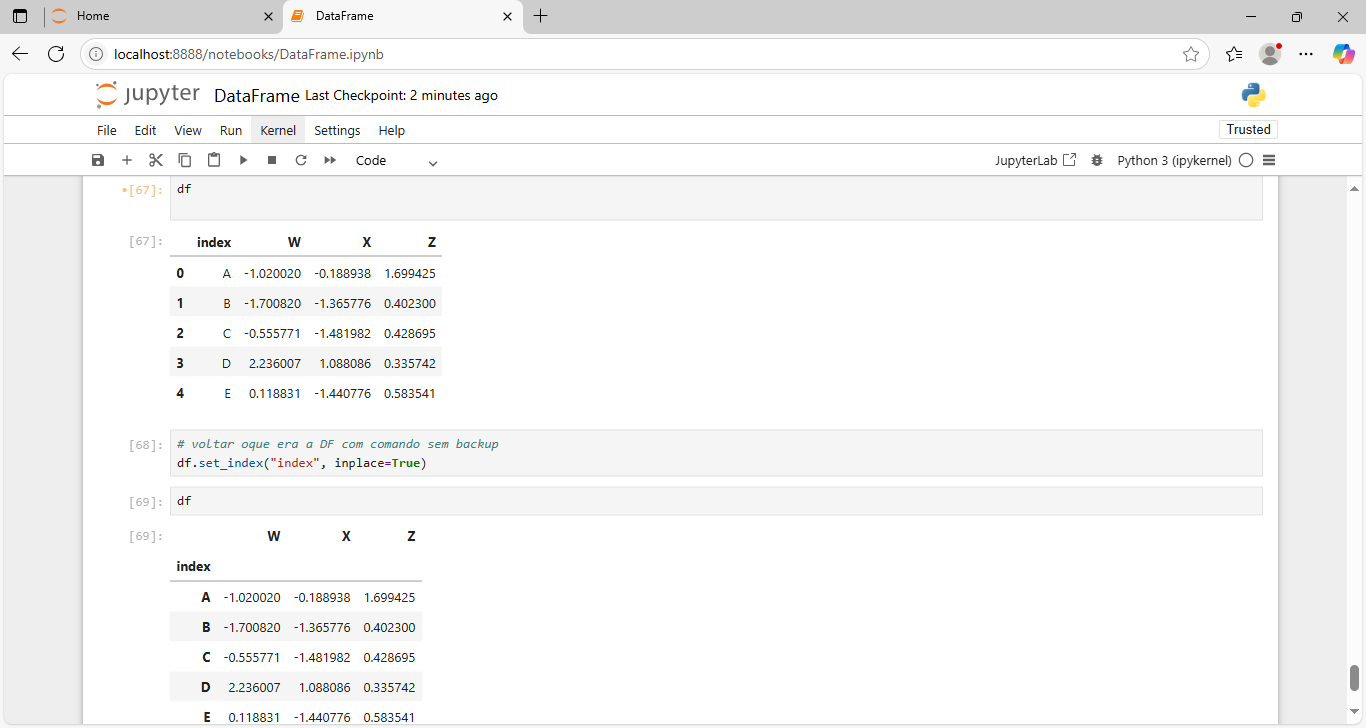 Home
DataFrame
localhost:8888/notebooks/DataFrame.ipynb
jupyter DataFrame Last Checkpoint: 2 minutes ago
File Edit View Run Kernel Settings Help
Trusted
Code
JupyterLab Python 3 (ipykernel)
•[67]: df
[67]: index W X Z
0 A -1.020020 -0.188938 1.699425
1 B -1.700820 -1.365776 0.402300
2 C -0.555771 -1.481982 0.428695
3 D 2.236007 1.088086 0.335742
4 E 0.118831 -1.440776 0.583541
[68]: # voltar oque era a DF com comando sem backup
df.set_index("index", inplace=True)
[69]: df
[69]: W X Z
index
A -1.020020 -0.188938 1.699425
B -1.700820 -1.365776 0.402300
C -0.555771 -1.481982 0.428695
D 2.236007 1.088086 0.335742
E 0.118831 -1.440776 0.583541